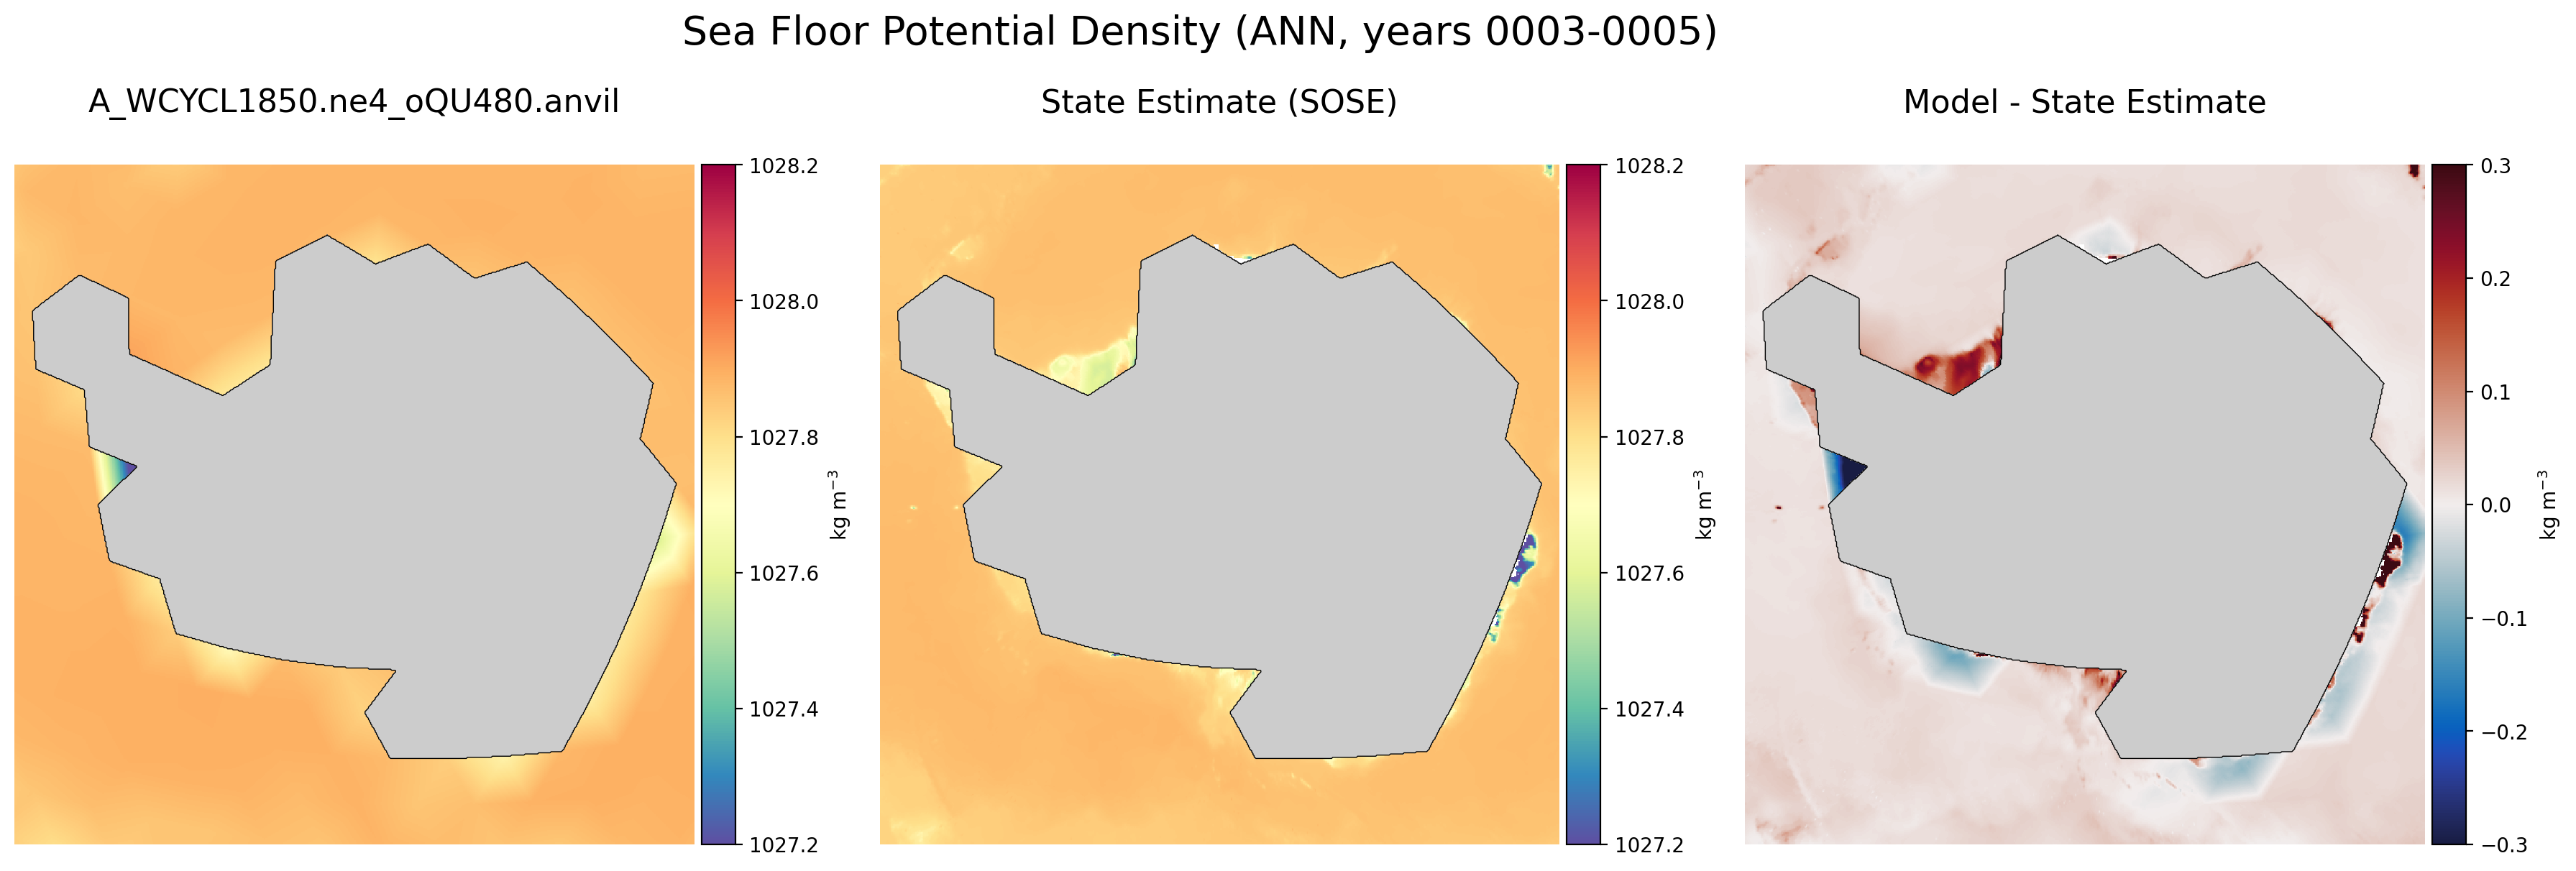 Sea Floor Potential Density (ANN, years 0003-0005)
A_WCYCL1850.ne4_oQU480.anvil
1028.2
1028.0
1027.8
1027.6
1027.4
1027.2
kg m⁻³
State Estimate (SOSE)
1028.2
1028.0
1027.8
1027.6
1027.4
1027.2
kg m⁻³
Model - State Estimate
0.3
0.2
0.1
0.0
−0.1
−0.2
−0.3
kg m⁻³